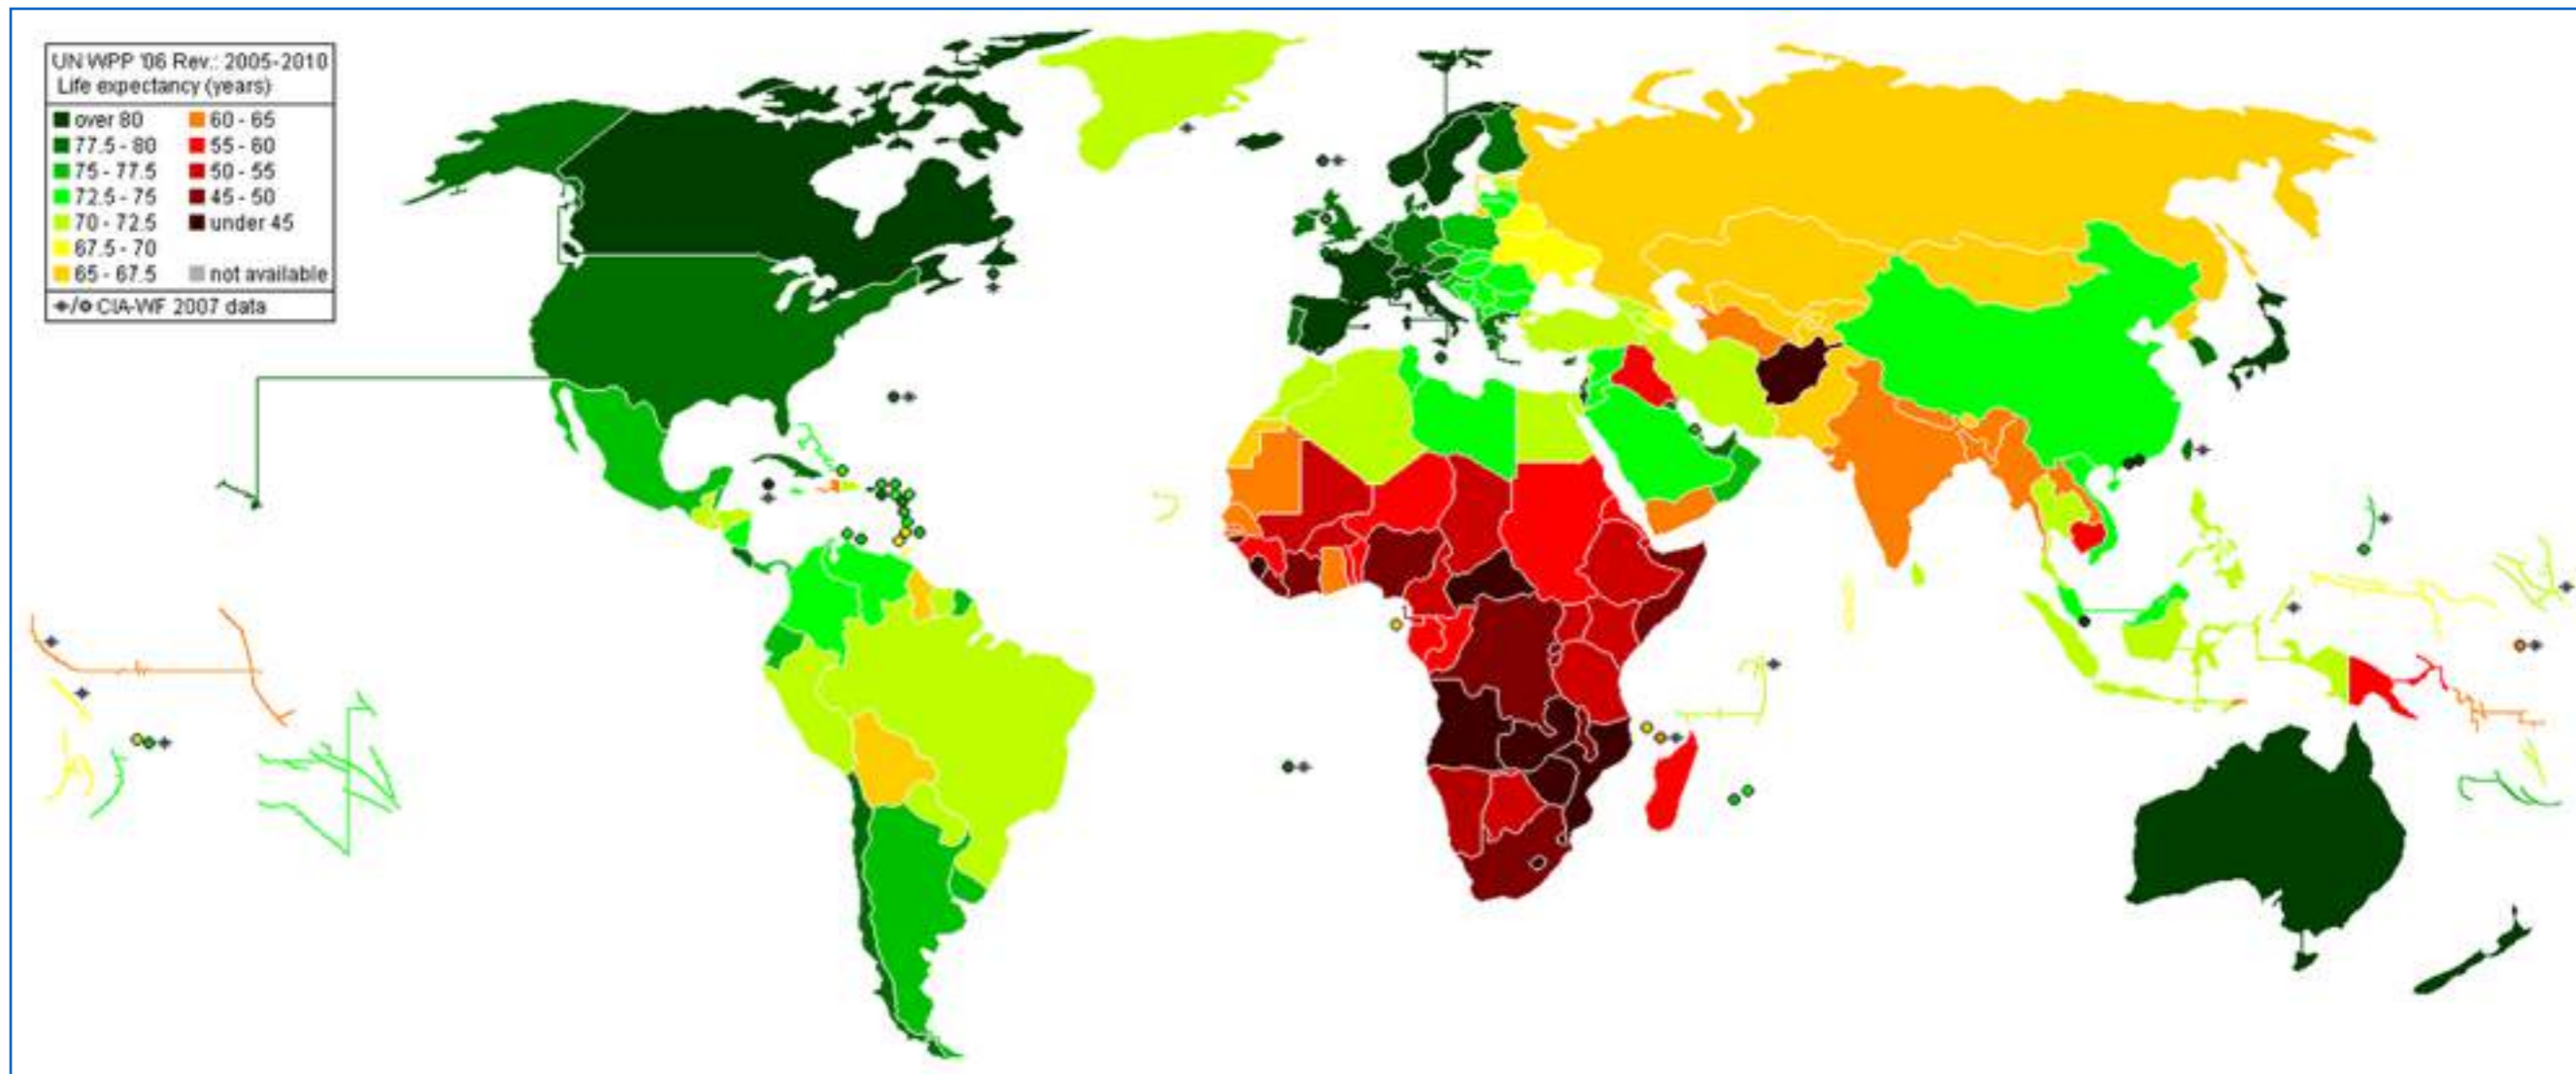 UN WPP '06 Rev.: 2005-2010
Life expectancy (years)
over 80
77.5 - 80
75 - 77.5
72.5 - 75
70 - 72.5
67.5 - 70
65 - 67.5
60 - 65
55 - 60
50 - 55
45 - 50
under 45
not available
/ CIA-WF 2007 data